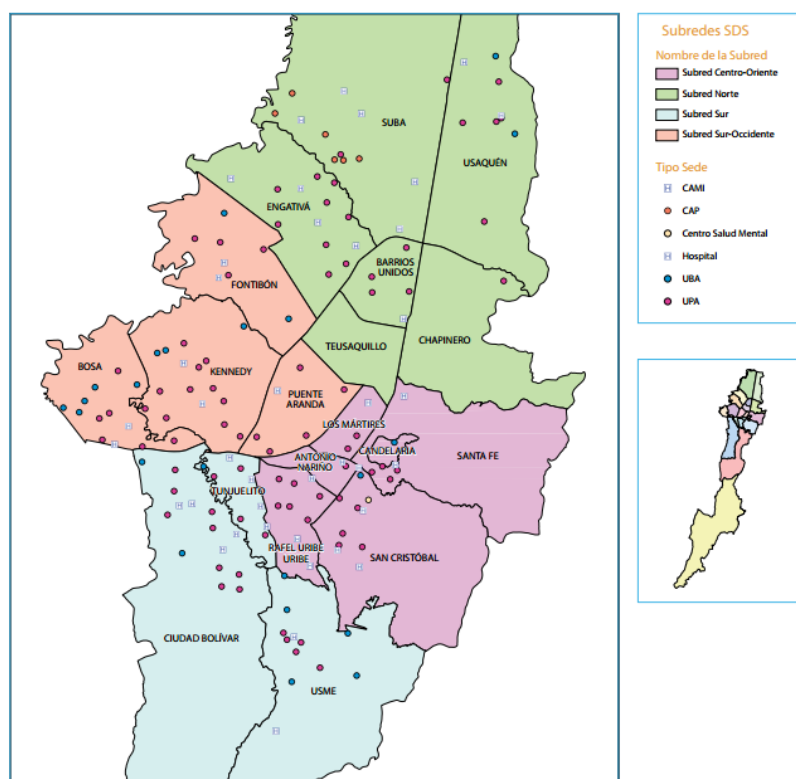 Subredes SDS
Nombre de la Subred
Subred Centro-Oriente
Subred Norte
Subred Sur
Subred Sur-Occidente
Tipo Sede
H CAMI
CAP
Centro Salud Mental
H Hospital
UBA
UPA
SUBA
USAQUÉN
ENGATIVÁ
BARRIOS
UNIDOS
FONTIBÓN
TEUSAQUILLO
CHAPINERO
BOSA
KENNEDY
PUENTE
ARANDA
LOS MÁRTIRES
ANTONIO
NARIÑO
CANDELARIA
SANTA FE
TUNJUELITO
RAFEL URIBE
URIBE
SAN CRISTÓBAL
CIUDAD BOLÍVAR
USME